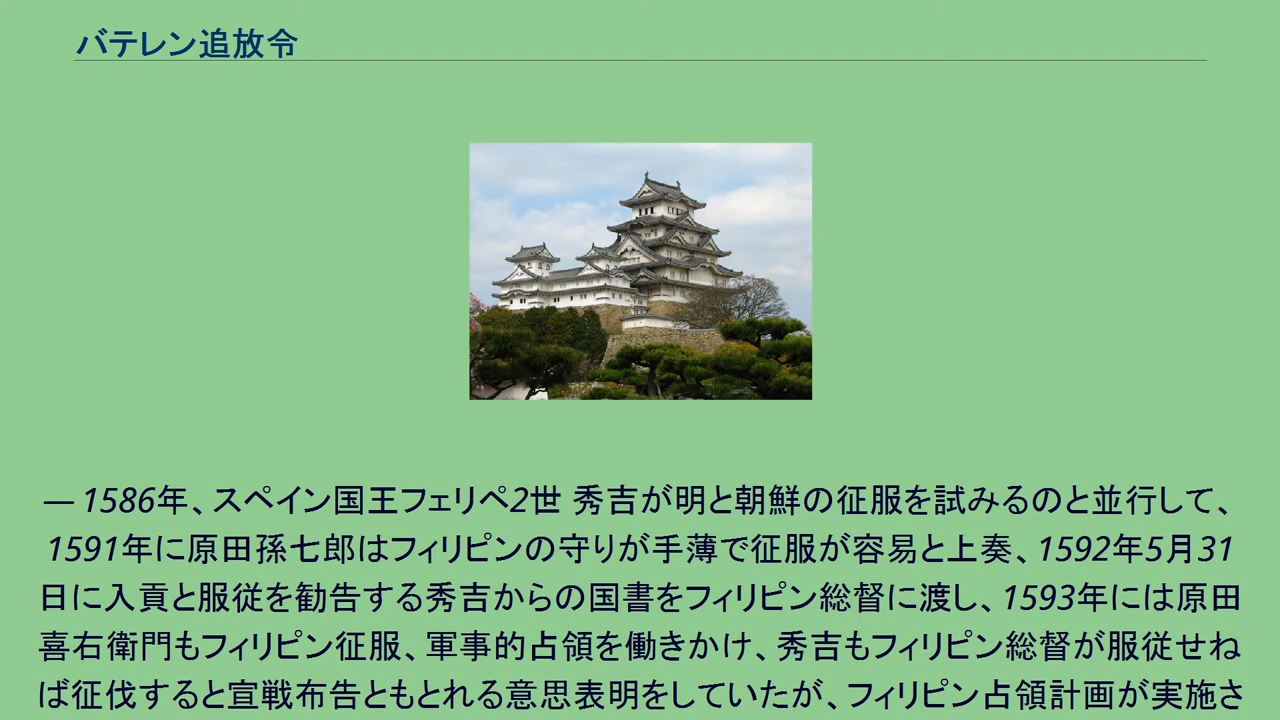 バテレン追放令
— 1586年、スペイン国王フェリペ2世 秀吉が明と朝鮮の征服を試みるのと並行して、
1591年に原田孫七郎はフィリピンの守りが手薄で征服が容易と上奏、1592年5月31
日に入貢と服従を勧告する秀吉からの国書をフィリピン総督に渡し、1593年には原田
喜右衛門もフィリピン征服、軍事的占領を働きかけ、秀吉もフィリピン総督が服従せね
ば征伐すると宣戦布告ともとれる意思表明をしていたが、フィリピン占領計画が実施さ